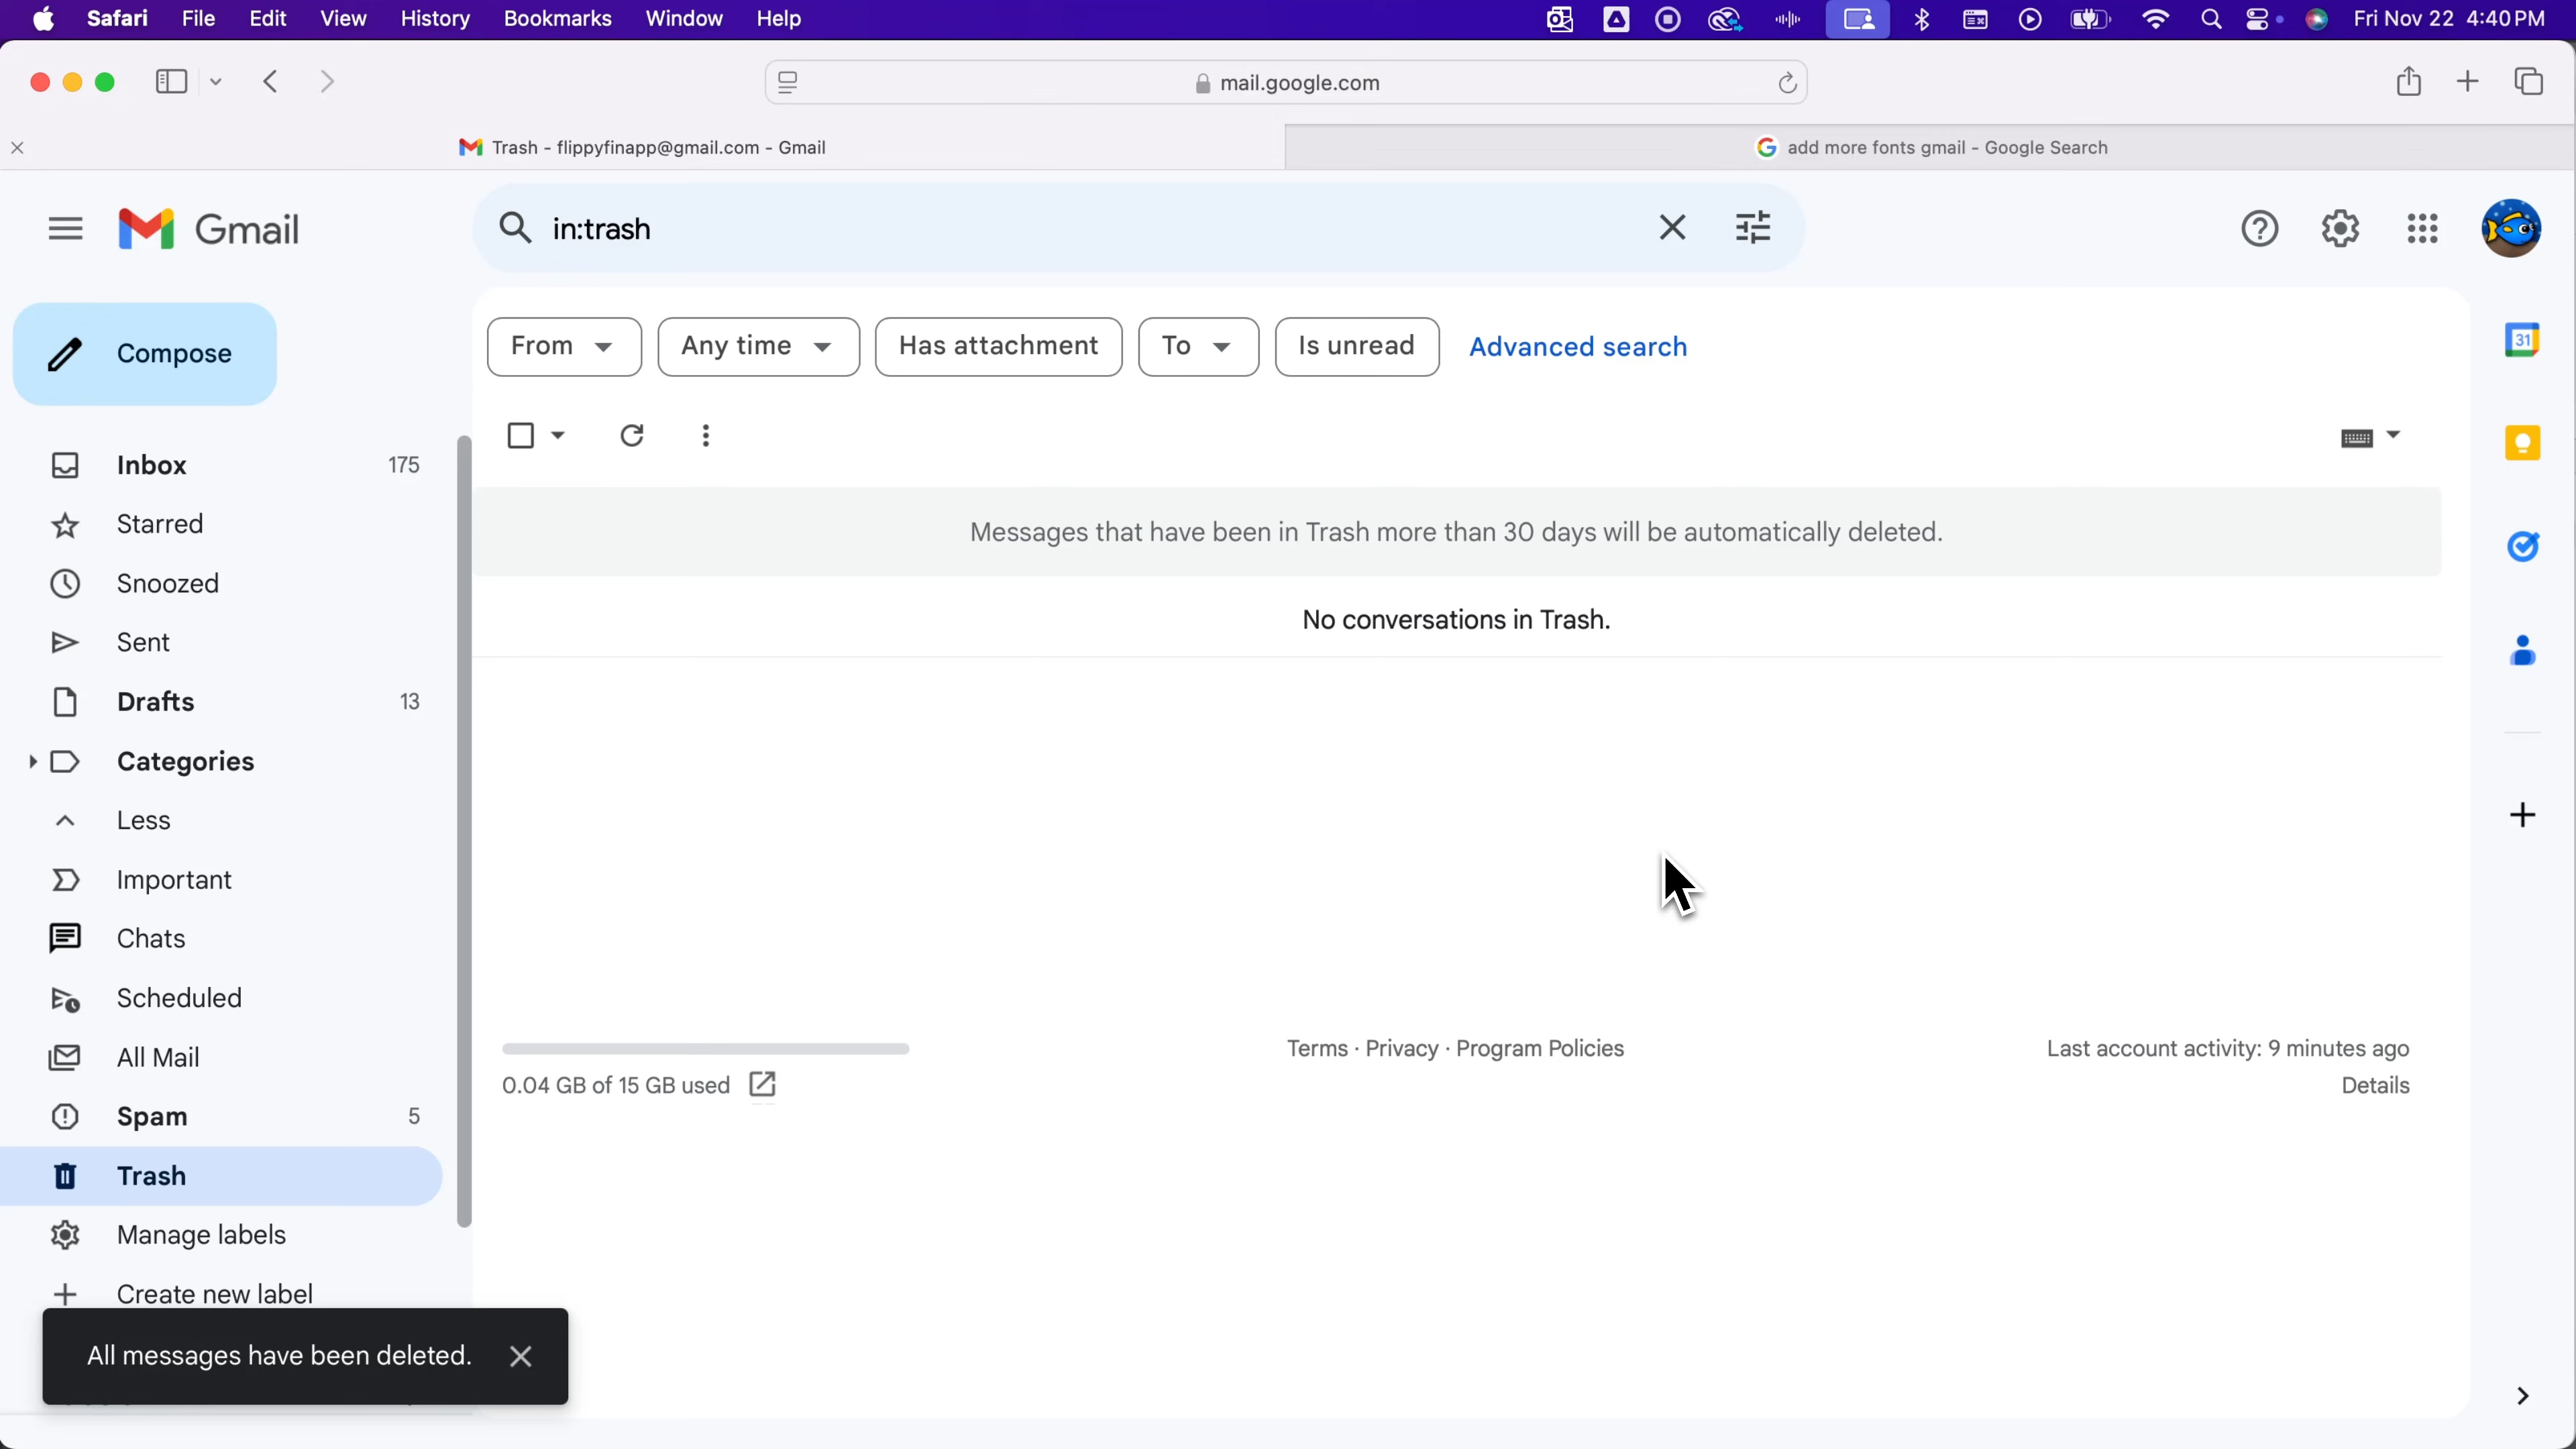 Safari File Edit View History Bookmarks Window Help Fri Nov 22 4:40 PM
mail.google.com
Trash - flippyfinapp@gmail.com - Gmail
add more fonts gmail - Google Search
Gmail
in:trash
Compose
From
Any time
Has attachment
To
Is unread
Advanced search
Inbox 175
Starred
Snoozed
Sent
Drafts 13
Categories
Less
Important
Chats
Scheduled
All Mail
Spam 5
Trash
Manage labels
Create new label
Messages that have been in Trash more than 30 days will be automatically deleted.
No conversations in Trash.
0.04 GB of 15 GB used
Terms · Privacy · Program Policies
Last account activity: 9 minutes ago
Details
31
All messages have been deleted.